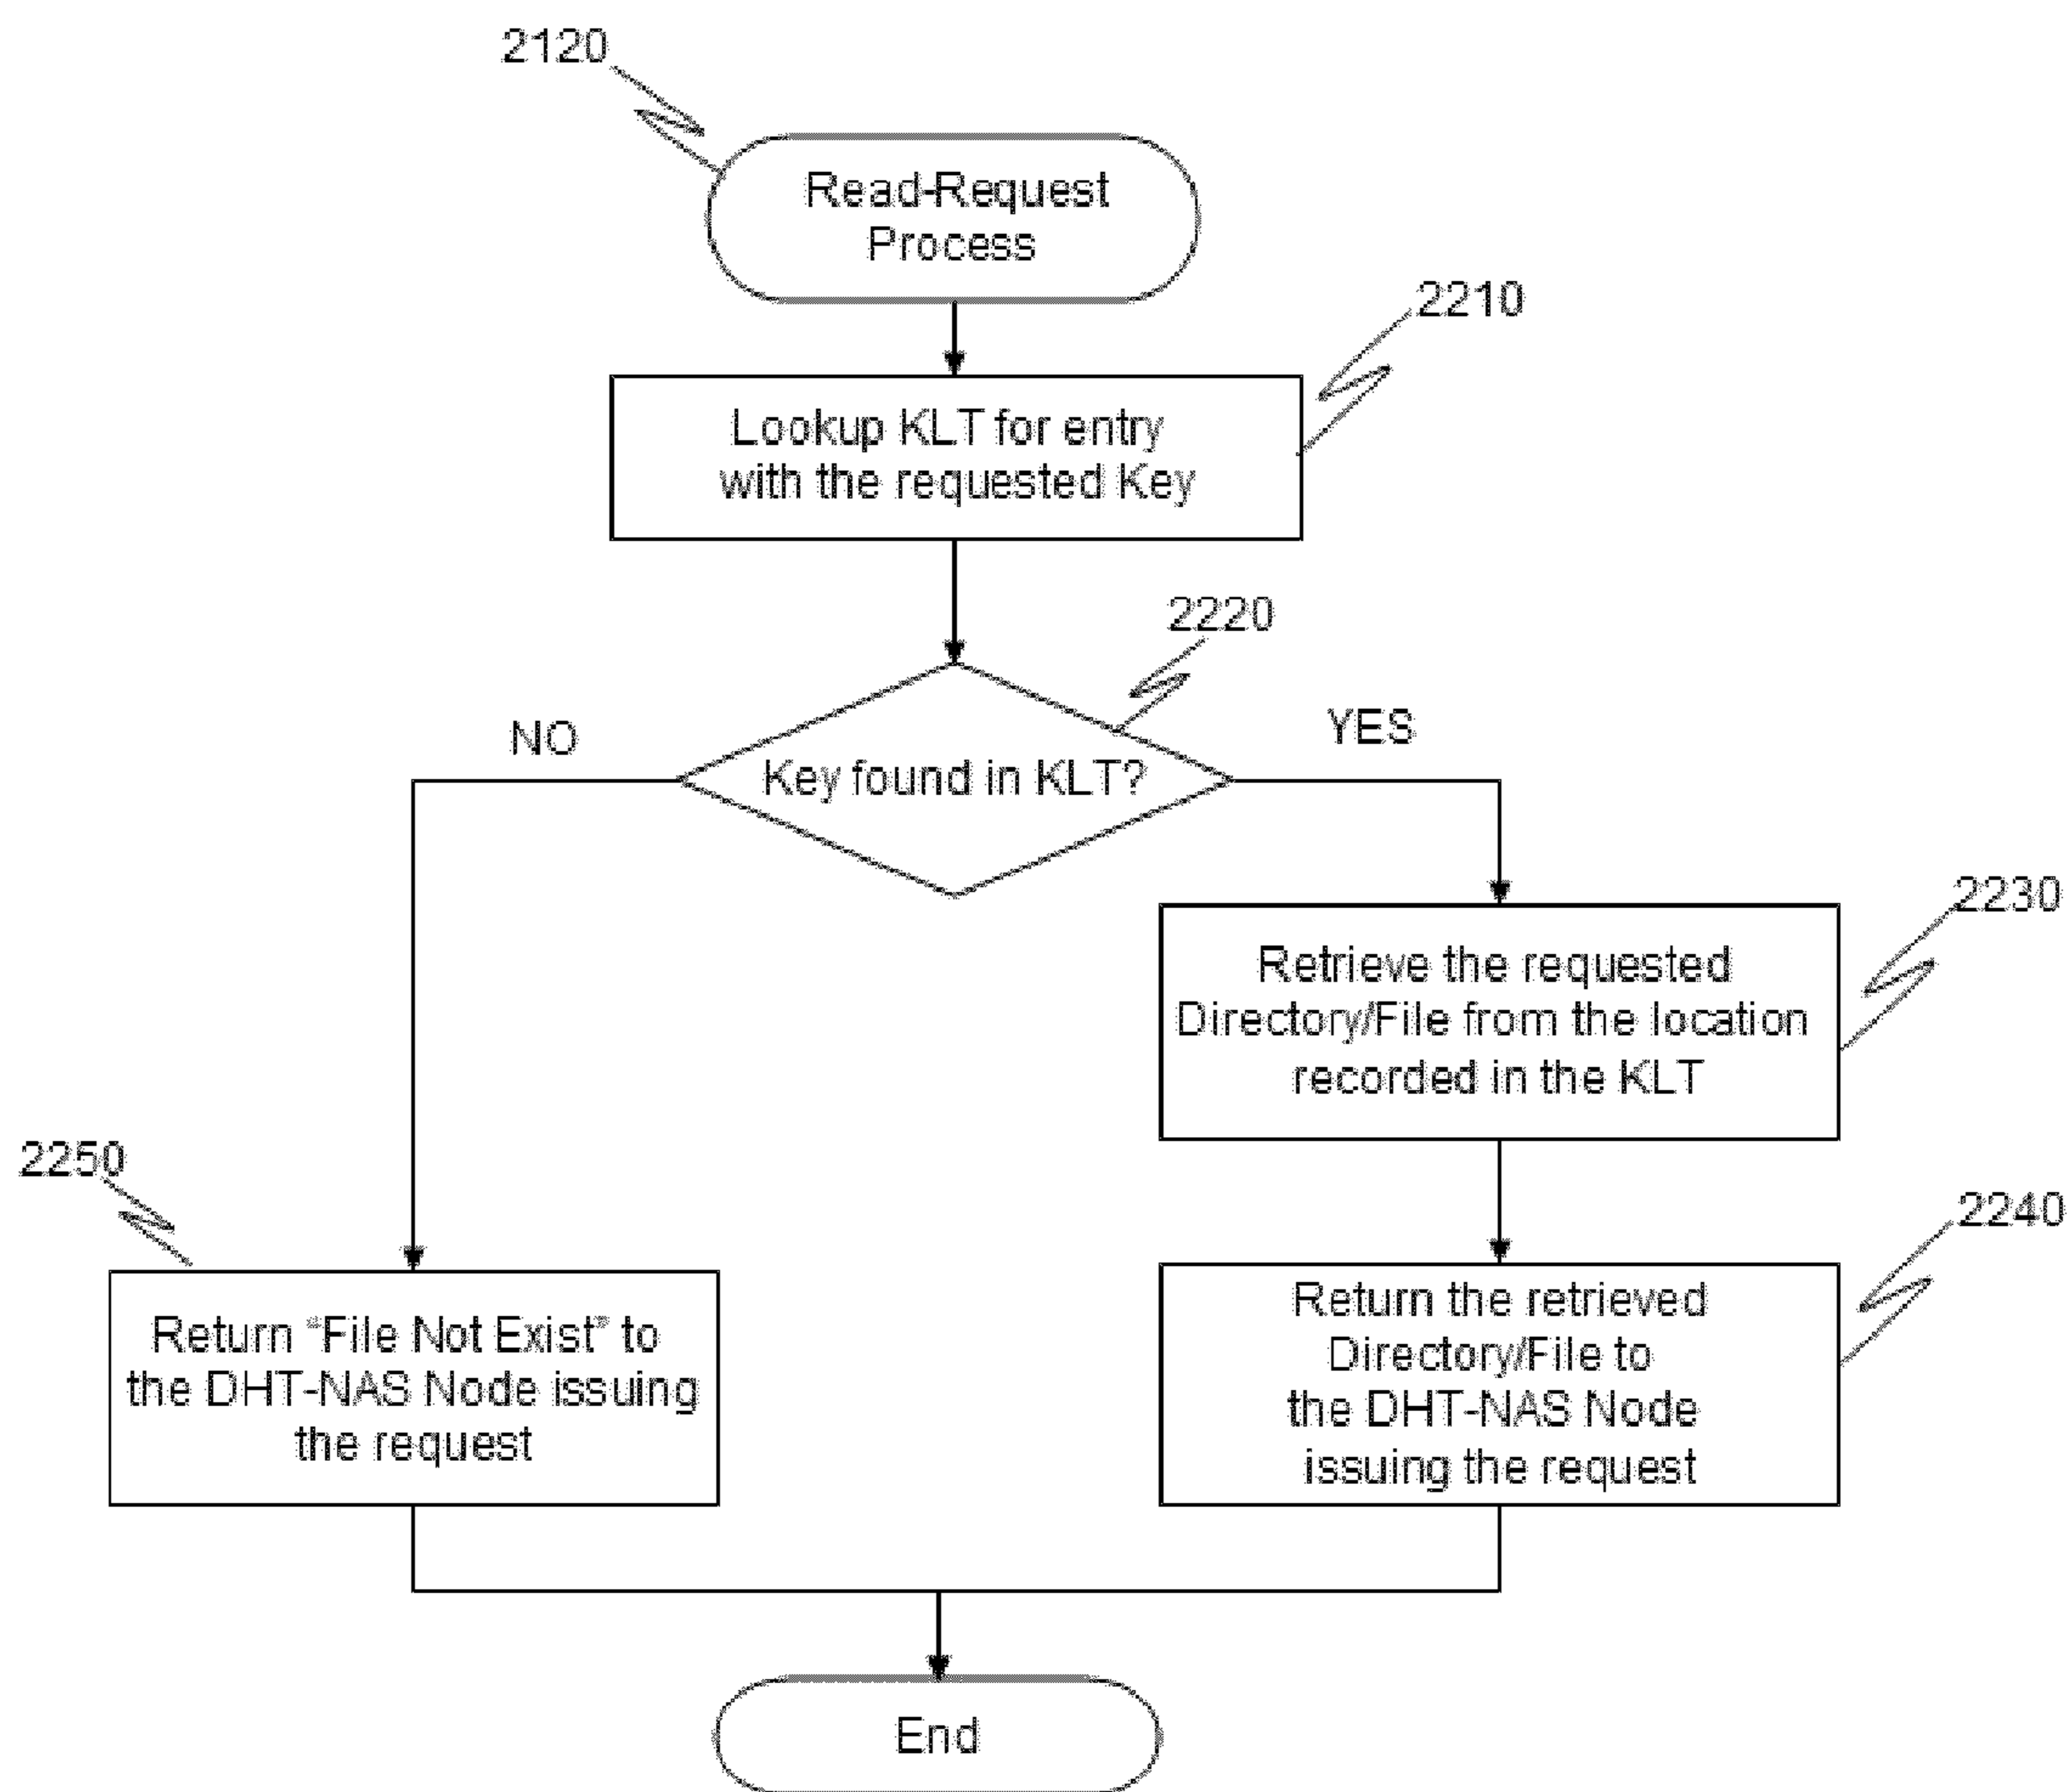 2120
Read-Request
Process
2210
Lookup KLT for entry
with the requested Key
2220
NO
YES
Key found in KLT?
2230
Retrieve the requested
Directory/File from the location
recorded in the KLT
2250
2240
Return “File Not Exist” to
the DHT-NAS Node issuing
the request
Return the retrieved
Directory/File to
the DHT-NAS Node
issuing the request
End